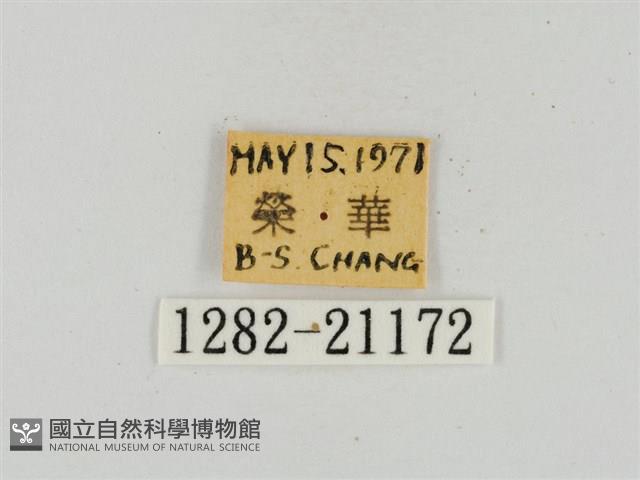 MAY 15.1971
榮 華
B-S. CHANG
1282-21172
國立自然科學博物館
NATIONAL MUSEUM OF NATURAL SCIENCE